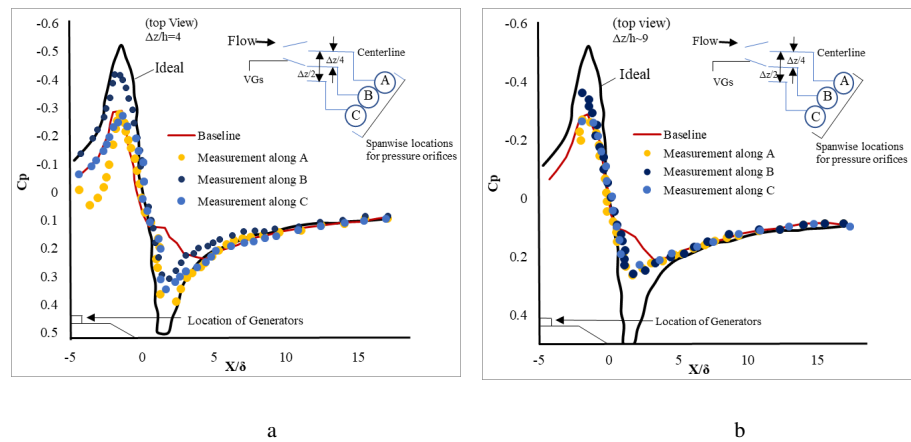 -0.6
-0.5
-0.4
-0.3
-0.2
-0.1
0
0.1
0.2
0.3
0.4
0.5
Cp
(top View)
Δz/h=4
Ideal
Flow
VGs
Δz/2
Δz/4
Centerline
A
B
C
Spanwise locations
for pressure orifices
Baseline
Measurement along A
Measurement along B
Measurement along C
Location of Generators
-5
0
5
10
15
X/δ
a
-0.6
-0.4
-0.2
0
0.2
0.4
Cp
(top view)
Δz/h~9
Ideal
Flow
VGs
Δz/2
Δz/4
Centerline
A
B
C
Spanwise locations
for pressure orifices
Baseline
Measurement along A
Measurement along B
Measurement along C
Location of Generators
-5
0
5
10
15
X/δ
b